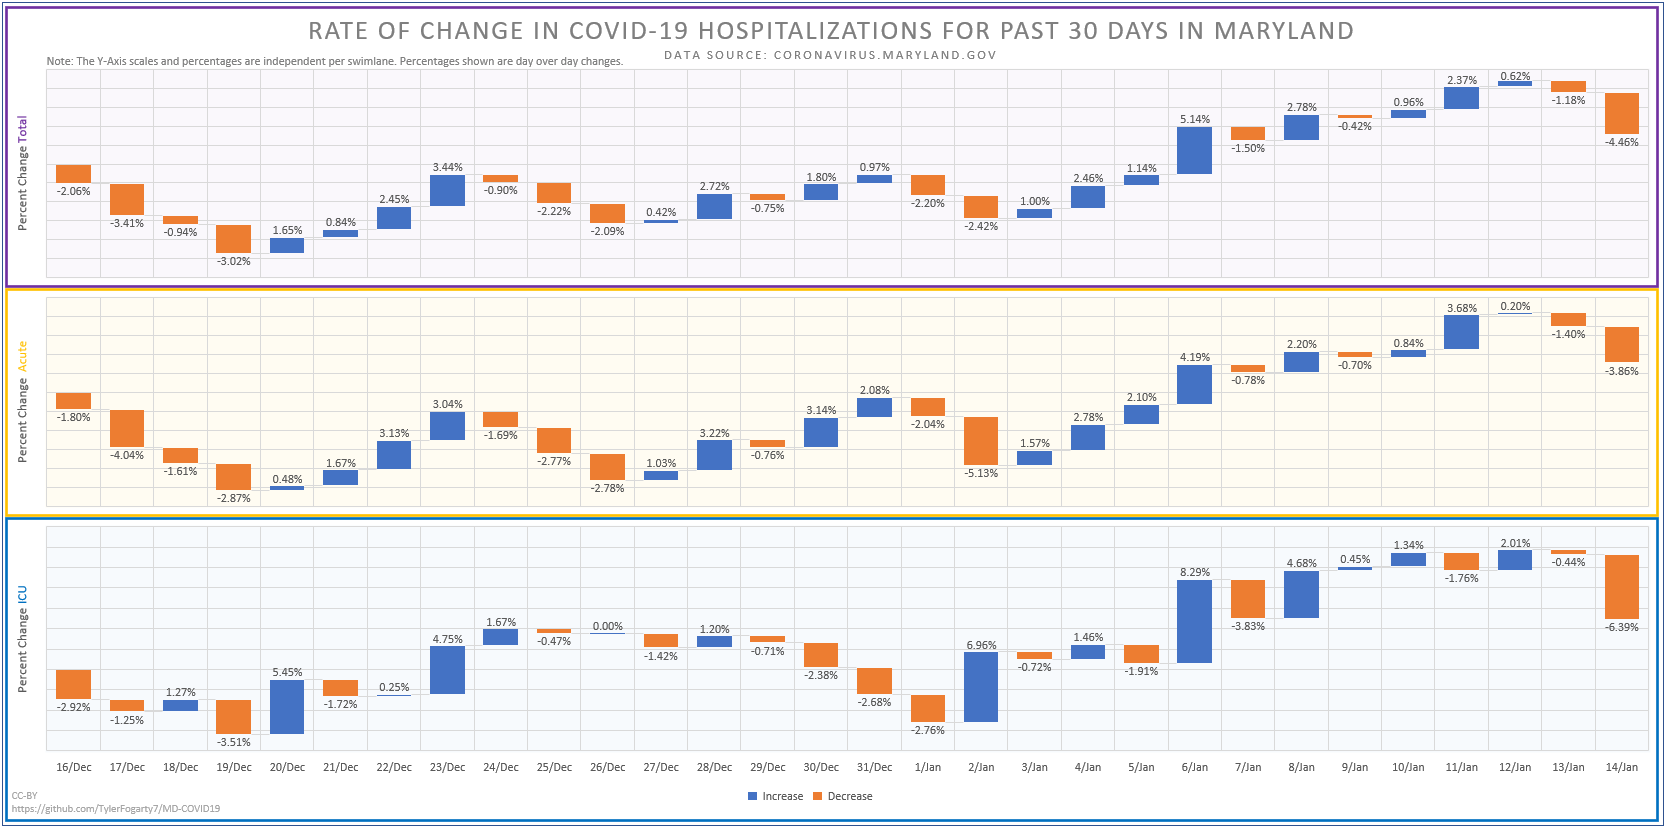 RATE OF CHANGE IN COVID-19 HOSPITALIZATIONS FOR PAST 30 DAYS IN MARYLAND
DATA SOURCE: CORONAVIRUS.MARYLAND.GOV
Note: The Y-Axis scales and percentages are independent per swimlane. Percentages shown are day over day changes.
Percent Change Total
-2.06% -3.41% -0.94% -3.02% 1.65% 0.84% 2.45% 3.44% -0.90% -2.22% -2.09% 0.42% 2.72% -0.75% 1.80% 0.97% -2.20% -2.42% 1.00% 2.46% 1.14% 5.14% -1.50% 2.78% -0.42% 0.96% 2.37% 0.62% -1.18% -4.46%
Percent Change Acute
-1.80% -4.04% -1.61% -2.87% 0.48% 1.67% 3.13% 3.04% -1.69% -2.77% -2.78% 1.03% 3.22% -0.76% 3.14% 2.08% -2.04% -5.13% 1.57% 2.78% 2.10% 4.19% -0.78% 2.20% -0.70% 0.84% 3.68% 0.20% -1.40% -3.86%
Percent Change ICU
-2.92% -1.25% 1.27% -3.51% 5.45% -1.72% 0.25% 4.75% 1.67% -0.47% 0.00% -1.42% 1.20% -0.71% -2.38% -2.68% -2.76% 6.96% -0.72% 1.46% -1.91% 8.29% -3.83% 4.68% 0.45% 1.34% -1.76% 2.01% -0.44% -6.39%
16/Dec 17/Dec 18/Dec 19/Dec 20/Dec 21/Dec 22/Dec 23/Dec 24/Dec 25/Dec 26/Dec 27/Dec 28/Dec 29/Dec 30/Dec 31/Dec 1/Jan 2/Jan 3/Jan 4/Jan 5/Jan 6/Jan 7/Jan 8/Jan 9/Jan 10/Jan 11/Jan 12/Jan 13/Jan 14/Jan
Increase Decrease
CC-BY
https://github.com/TylerFogarty7/MD-COVID19